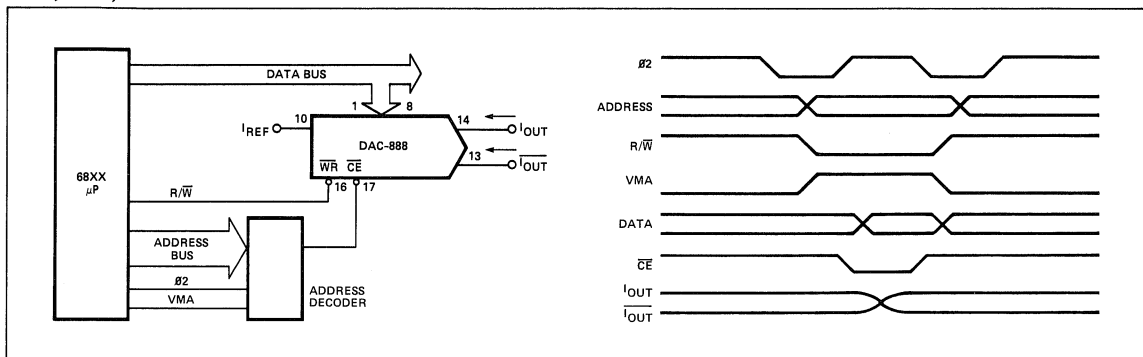 68XX
μP
DATA BUS
1
8
I_REF
10
DAC-888
W̅R̅
C̅E̅
16
17
14
I_OUT
13
I̅_O̅U̅T̅
R/W̅
ADDRESS
BUS
Ø2
VMA
ADDRESS
DECODER
Ø2
ADDRESS
R/W̅
VMA
DATA
C̅E̅
I_OUT
I̅_O̅U̅T̅